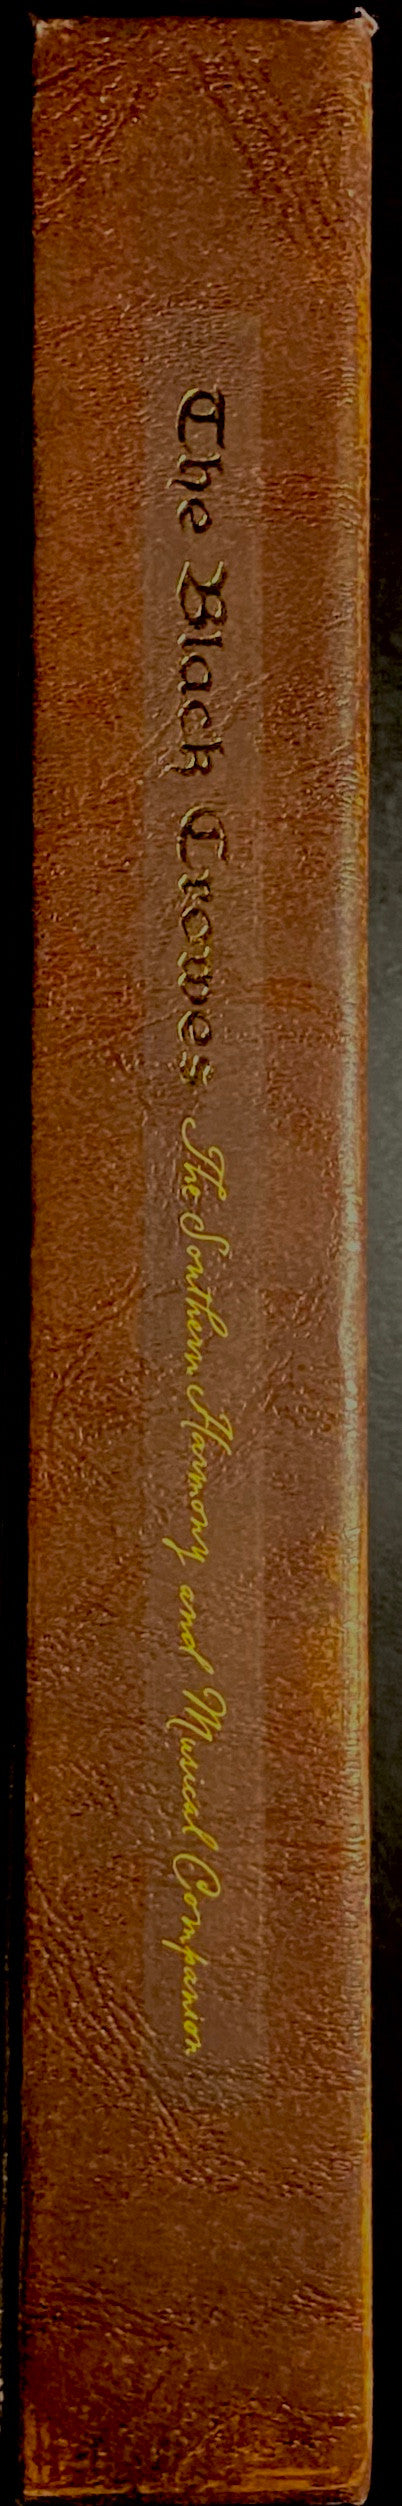 The Black Crowes The Southern Harmony and Musical Companion